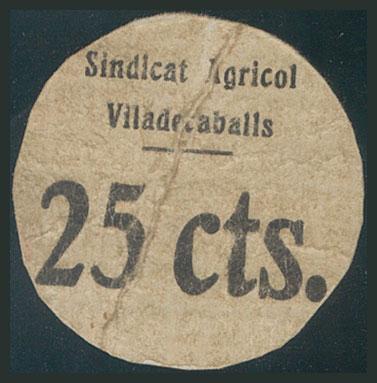 Sindicat Agricol
Viladecaballs
25 cts.